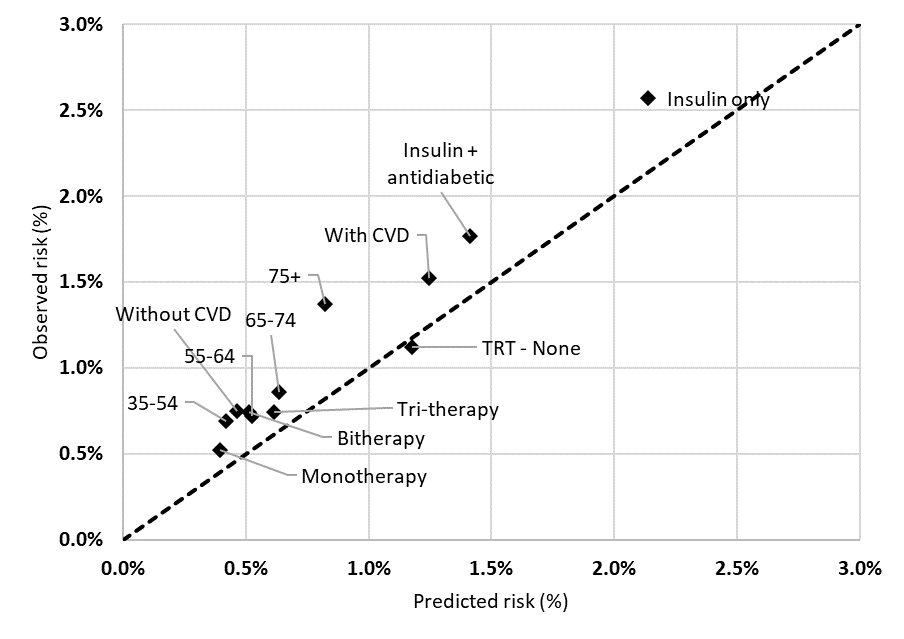 3.0%
2.5%
2.0%
1.5%
1.0%
0.5%
0.0%
Observed risk (%)
Insulin only
Insulin +
antidiabetic
With CVD
75+
Without CVD
65-74
55-64
TRT - None
35-54
Tri-therapy
Bitherapy
Monotherapy
0.0%
0.5%
1.0%
1.5%
2.0%
2.5%
3.0%
Predicted risk (%)